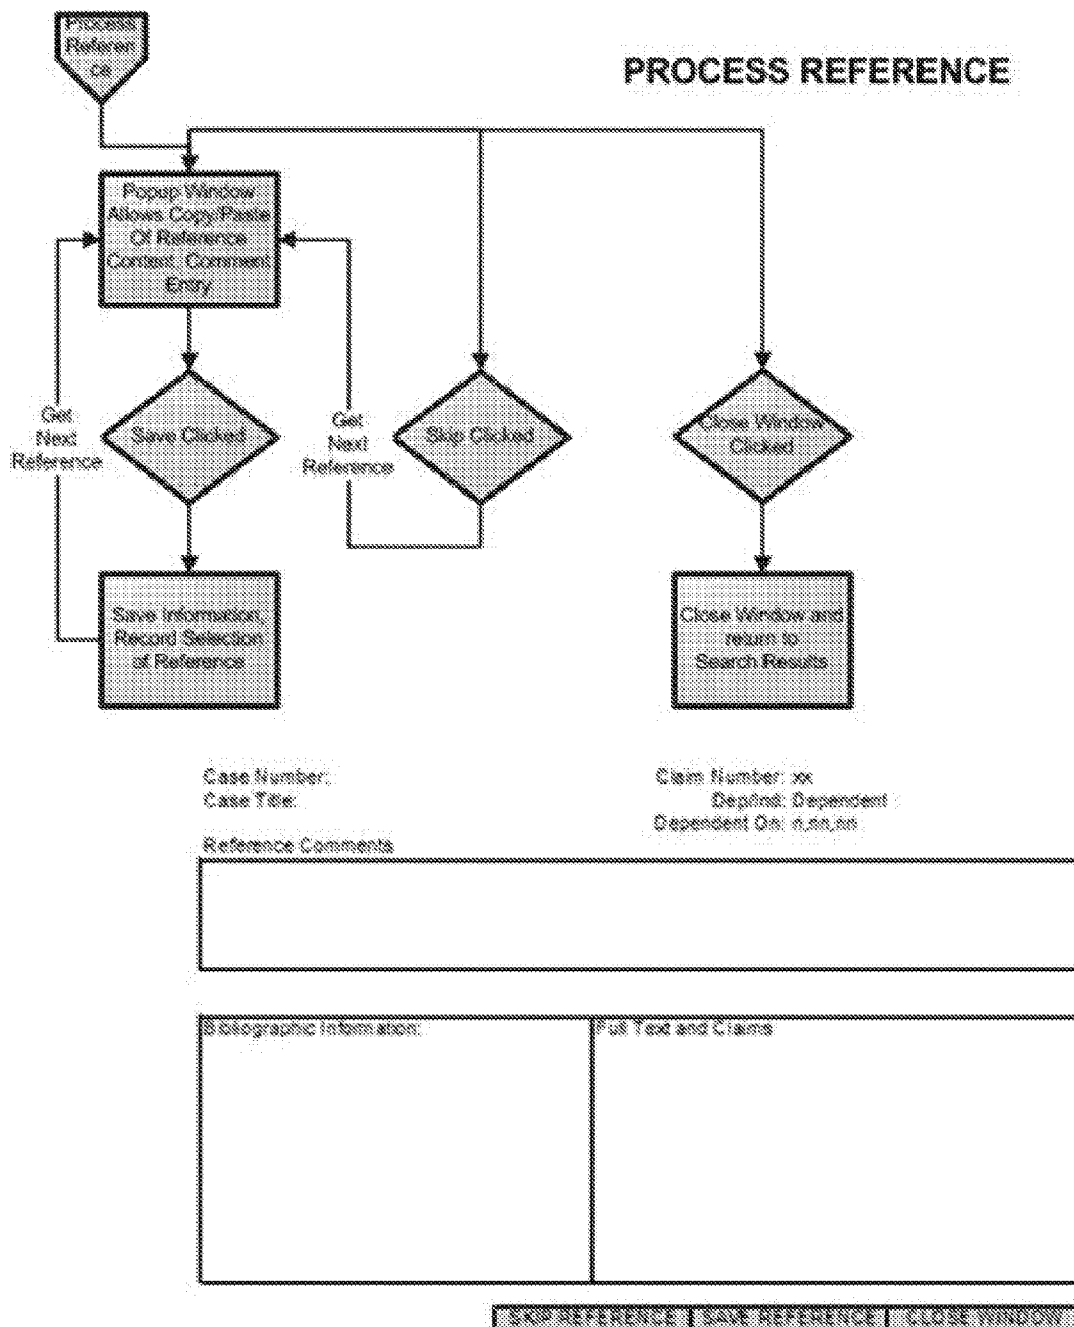 Process
Referen
ce
PROCESS REFERENCE
Popup Window
Allows Copy/Paste
Of Reference
Content, Comment
Entry
Get
Next
Reference
Save Clicked
Get
Next
Reference
Skip Clicked
Close Window
Clicked
Save Information,
Record Selection
of Reference
Close Window and
return to
Search Results
Case Number:
Case Title:
Claim Number: xx
Dep/Ind: Dependent
Dependent On: n,nn,nn
Reference Comments
Bibliographic Information:
Full Text and Claims
SKIP REFERENCE
SAVE REFERENCE
CLOSE WINDOW